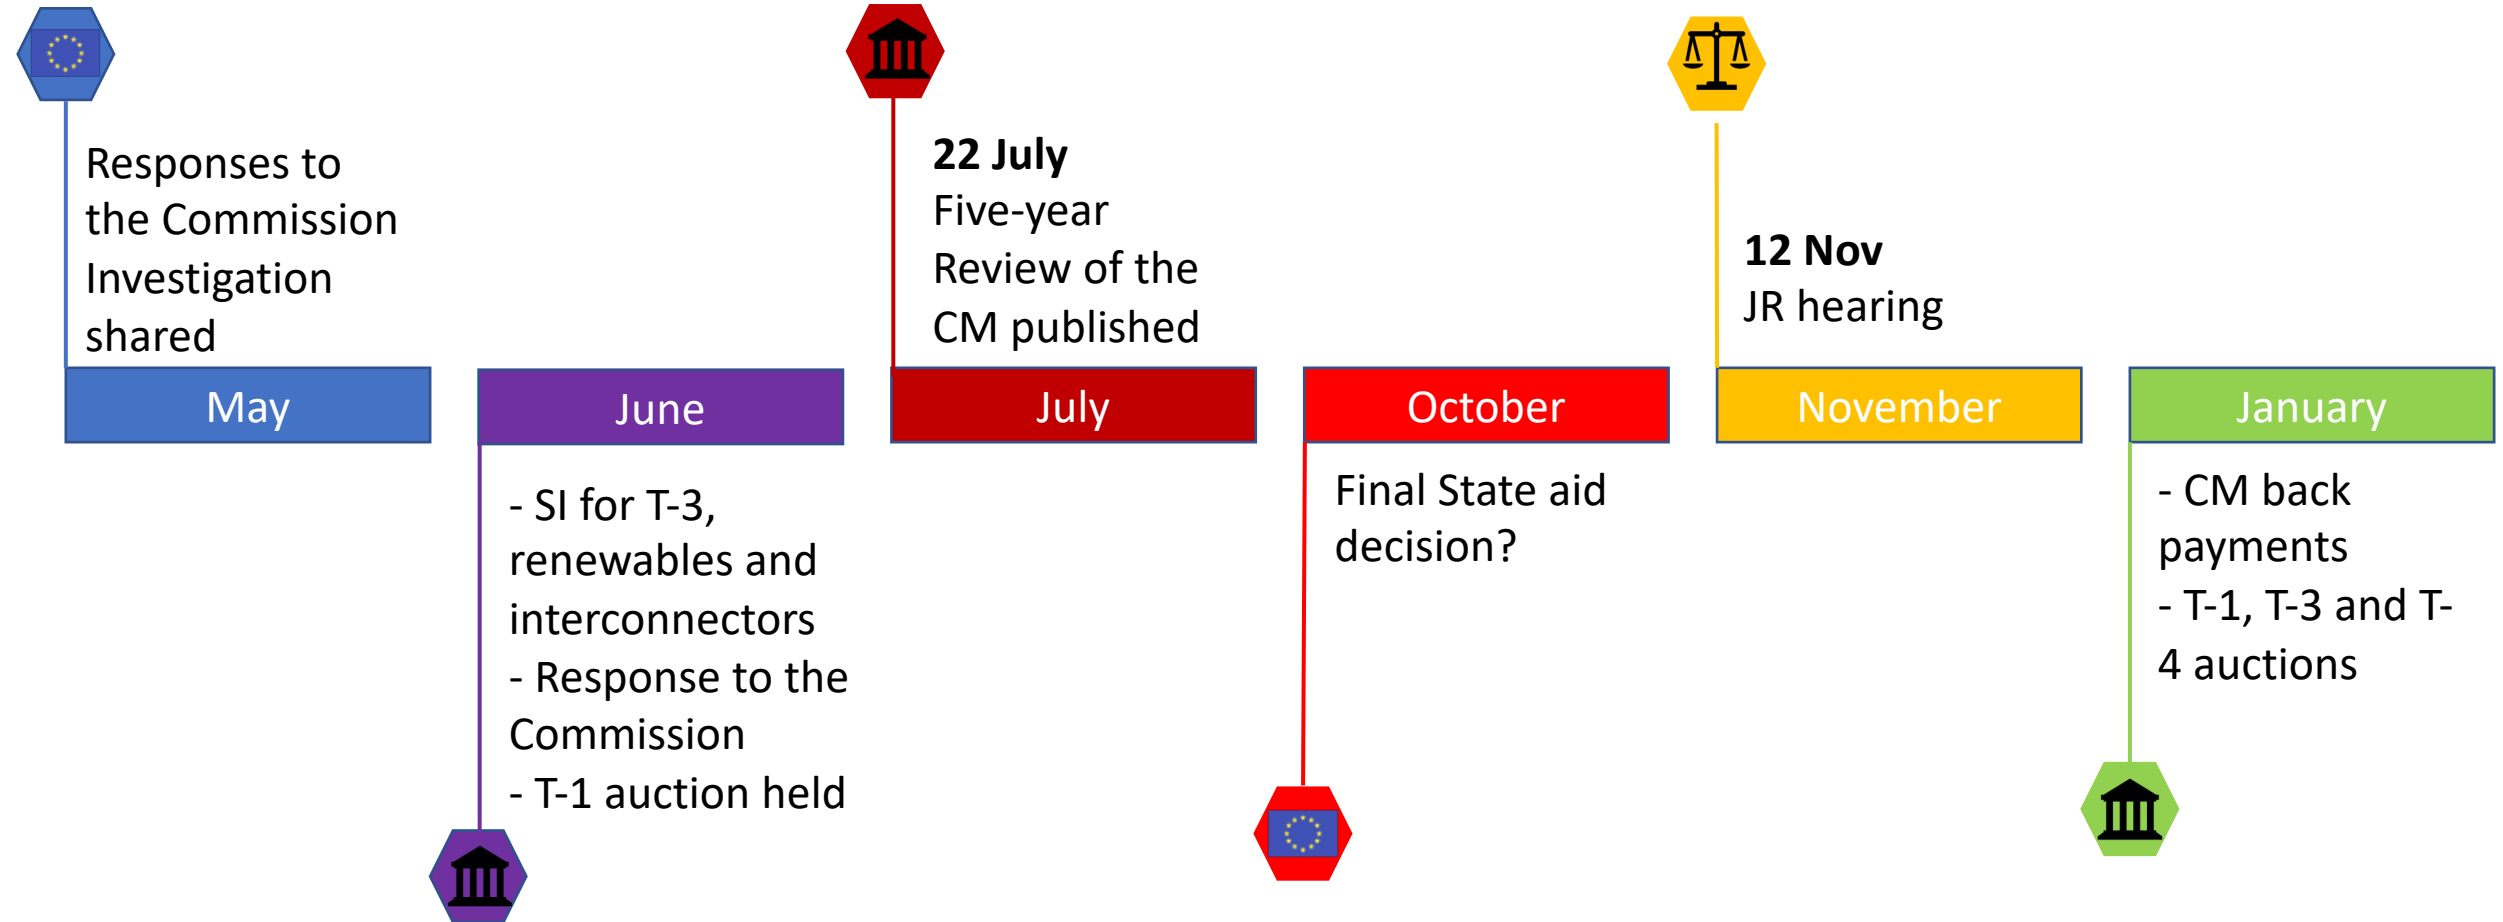 Responses to
the Commission
Investigation
shared
May
- SI for T-3,
renewables and
interconnectors
- Response to the
Commission
- T-1 auction held
June
22 July
Five-year
Review of the
CM published
July
October
Final State aid
decision?
12 Nov
JR hearing
November
January
- CM back
payments
- T-1, T-3 and T-
4 auctions